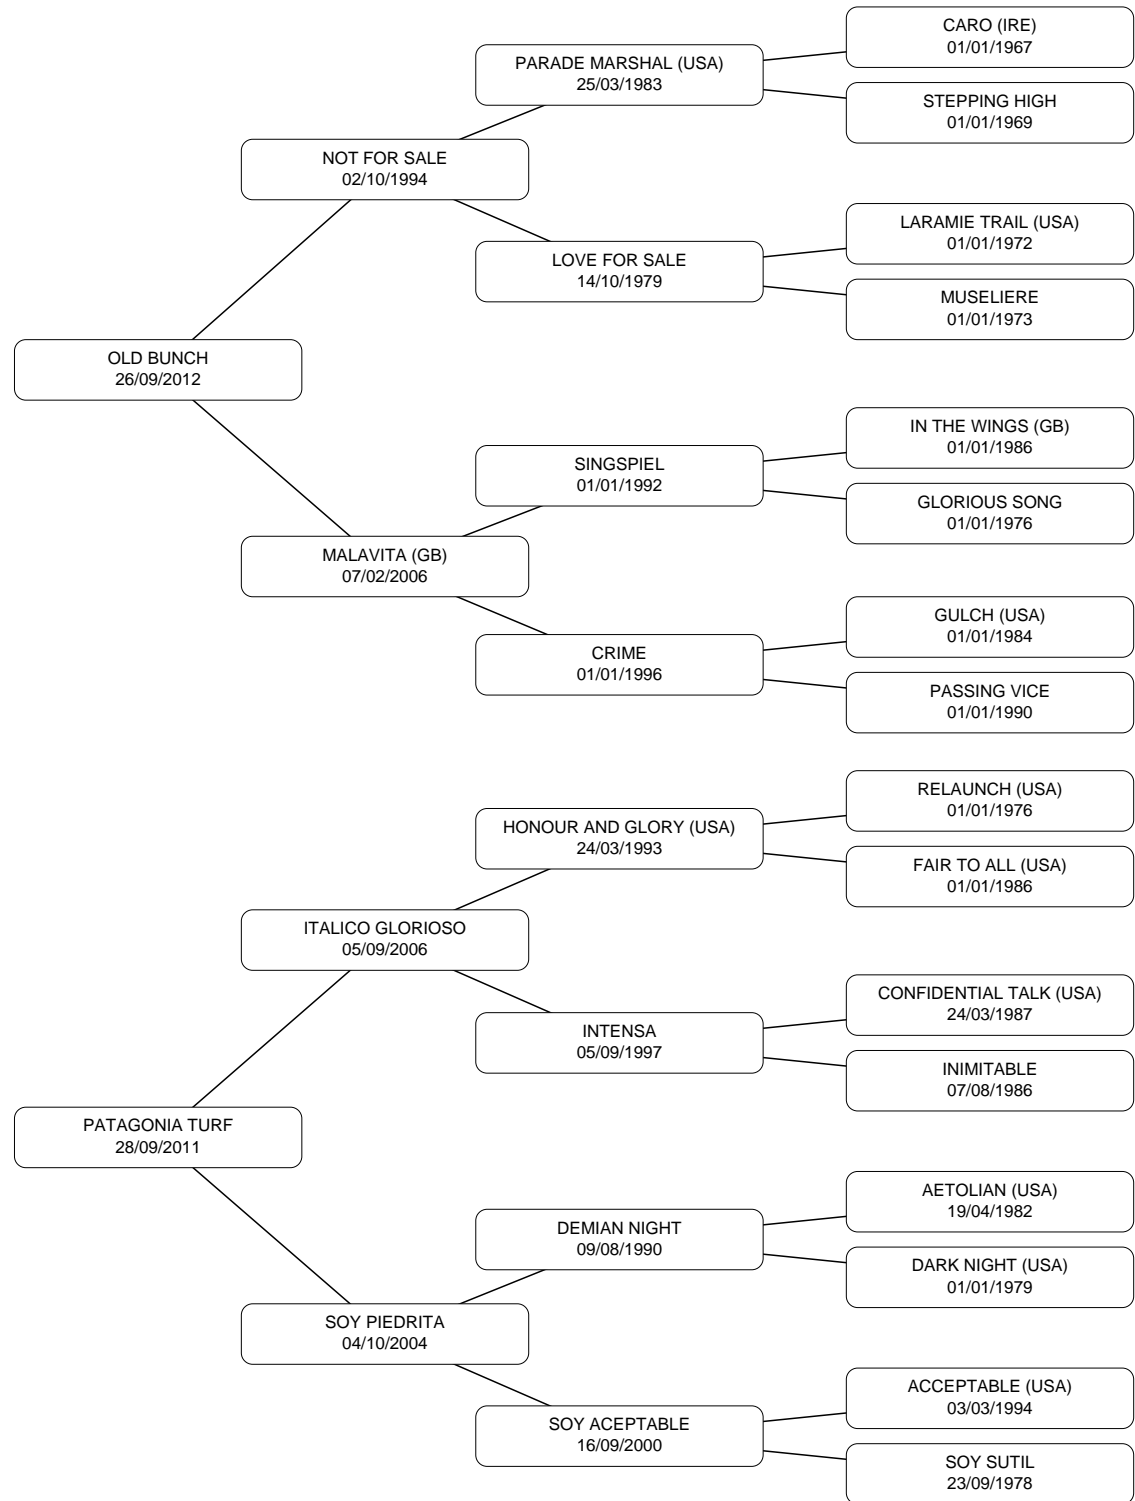 CARO (IRE)
01/01/1967
PARADE MARSHAL (USA)
25/03/1983
STEPPING HIGH
01/01/1969
NOT FOR SALE
02/10/1994
LARAMIE TRAIL (USA)
01/01/1972
LOVE FOR SALE
14/10/1979
MUSELIERE
01/01/1973
OLD BUNCH
26/09/2012
IN THE WINGS (GB)
01/01/1986
SINGSPIEL
01/01/1992
GLORIOUS SONG
01/01/1976
MALAVITA (GB)
07/02/2006
GULCH (USA)
01/01/1984
CRIME
01/01/1996
PASSING VICE
01/01/1990
RELAUNCH (USA)
01/01/1976
HONOUR AND GLORY (USA)
24/03/1993
FAIR TO ALL (USA)
01/01/1986
ITALICO GLORIOSO
05/09/2006
CONFIDENTIAL TALK (USA)
24/03/1987
INTENSA
05/09/1997
INIMITABLE
07/08/1986
PATAGONIA TURF
28/09/2011
AETOLIAN (USA)
19/04/1982
DEMIAN NIGHT
09/08/1990
DARK NIGHT (USA)
01/01/1979
SOY PIEDRITA
04/10/2004
ACCEPTABLE (USA)
03/03/1994
SOY ACEPTABLE
16/09/2000
SOY SUTIL
23/09/1978